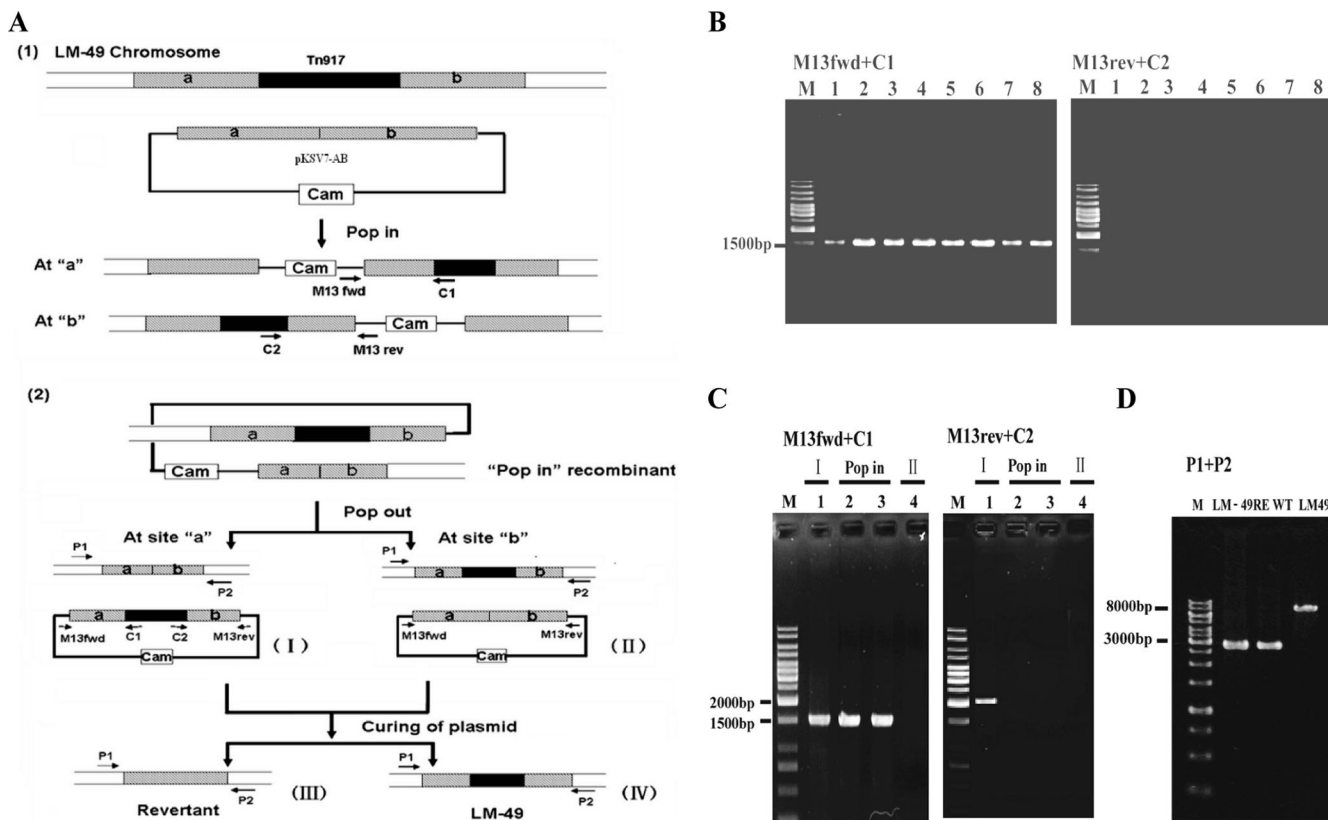 A
(1) LM-49 Chromosome
Tn917
a b
a b
pKSV7-AB
Cam
Pop in
At “a”
Cam
M13 fwd C1
At “b”
Cam
C2 M13 rev
(2)
a b
Cam a b
“Pop in” recombinant
Pop out
At site “a” At site “b”
P1 P1
a b a b
P2 P2
a b a b
M13fwd C1 C2 M13rev (I) M13fwd M13rev (II)
Cam Cam
Curing of plasmid
P1 P1
P2 (III) P2 (IV)
Revertant LM-49
B
M13fwd+C1 M13rev+C2
M 1 2 3 4 5 6 7 8 M 1 2 3 4 5 6 7 8
1500bp
C
M13fwd+C1 M13rev+C2
I Pop in II I Pop in II
M 1 2 3 4 M 1 2 3 4
2000bp
1500bp
D
P1+P2
M LM-49RE WT LM49
8000bp
3000bp